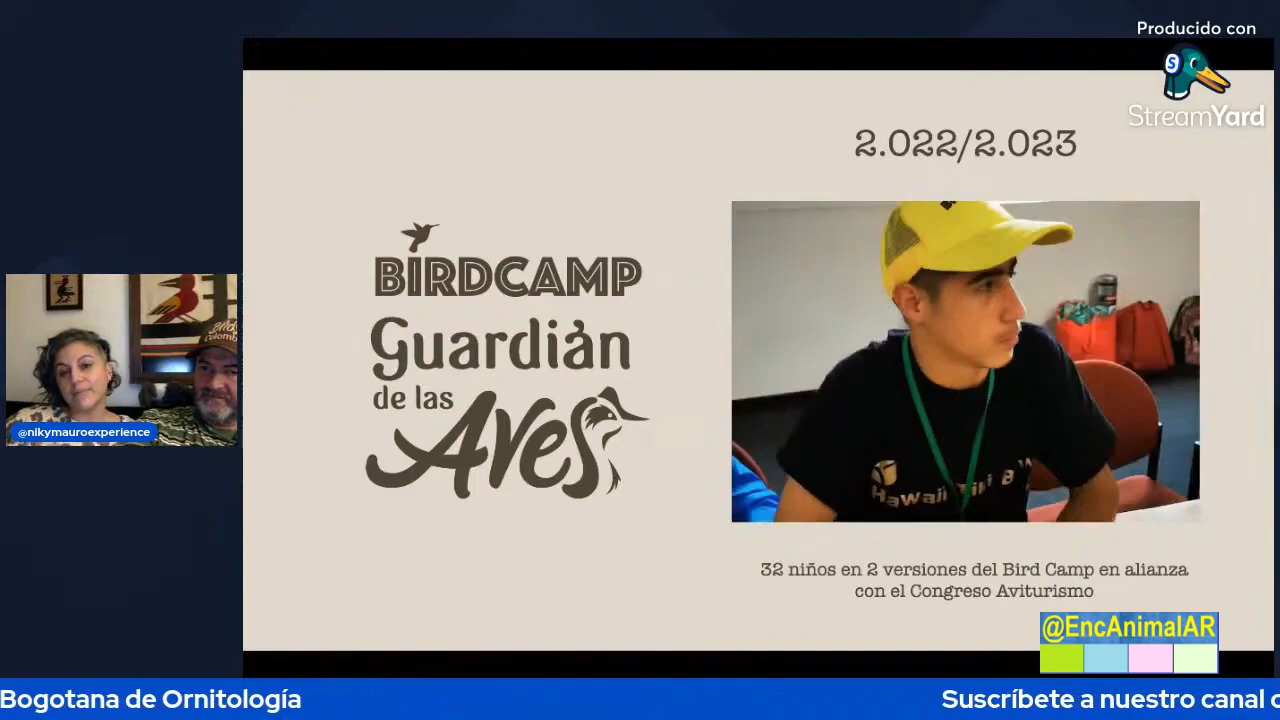 Producido con
StreamYard
2.022/2.023
BIRDCAMP
Guardián
de las
Aves
Hawaii
B
@nikymauroexperience
32 niños en 2 versiones del Bird Camp en alianza
con el Congreso Aviturismo
@EncAnimalAR
Bogotana de Ornitología
Suscríbete a nuestro canal